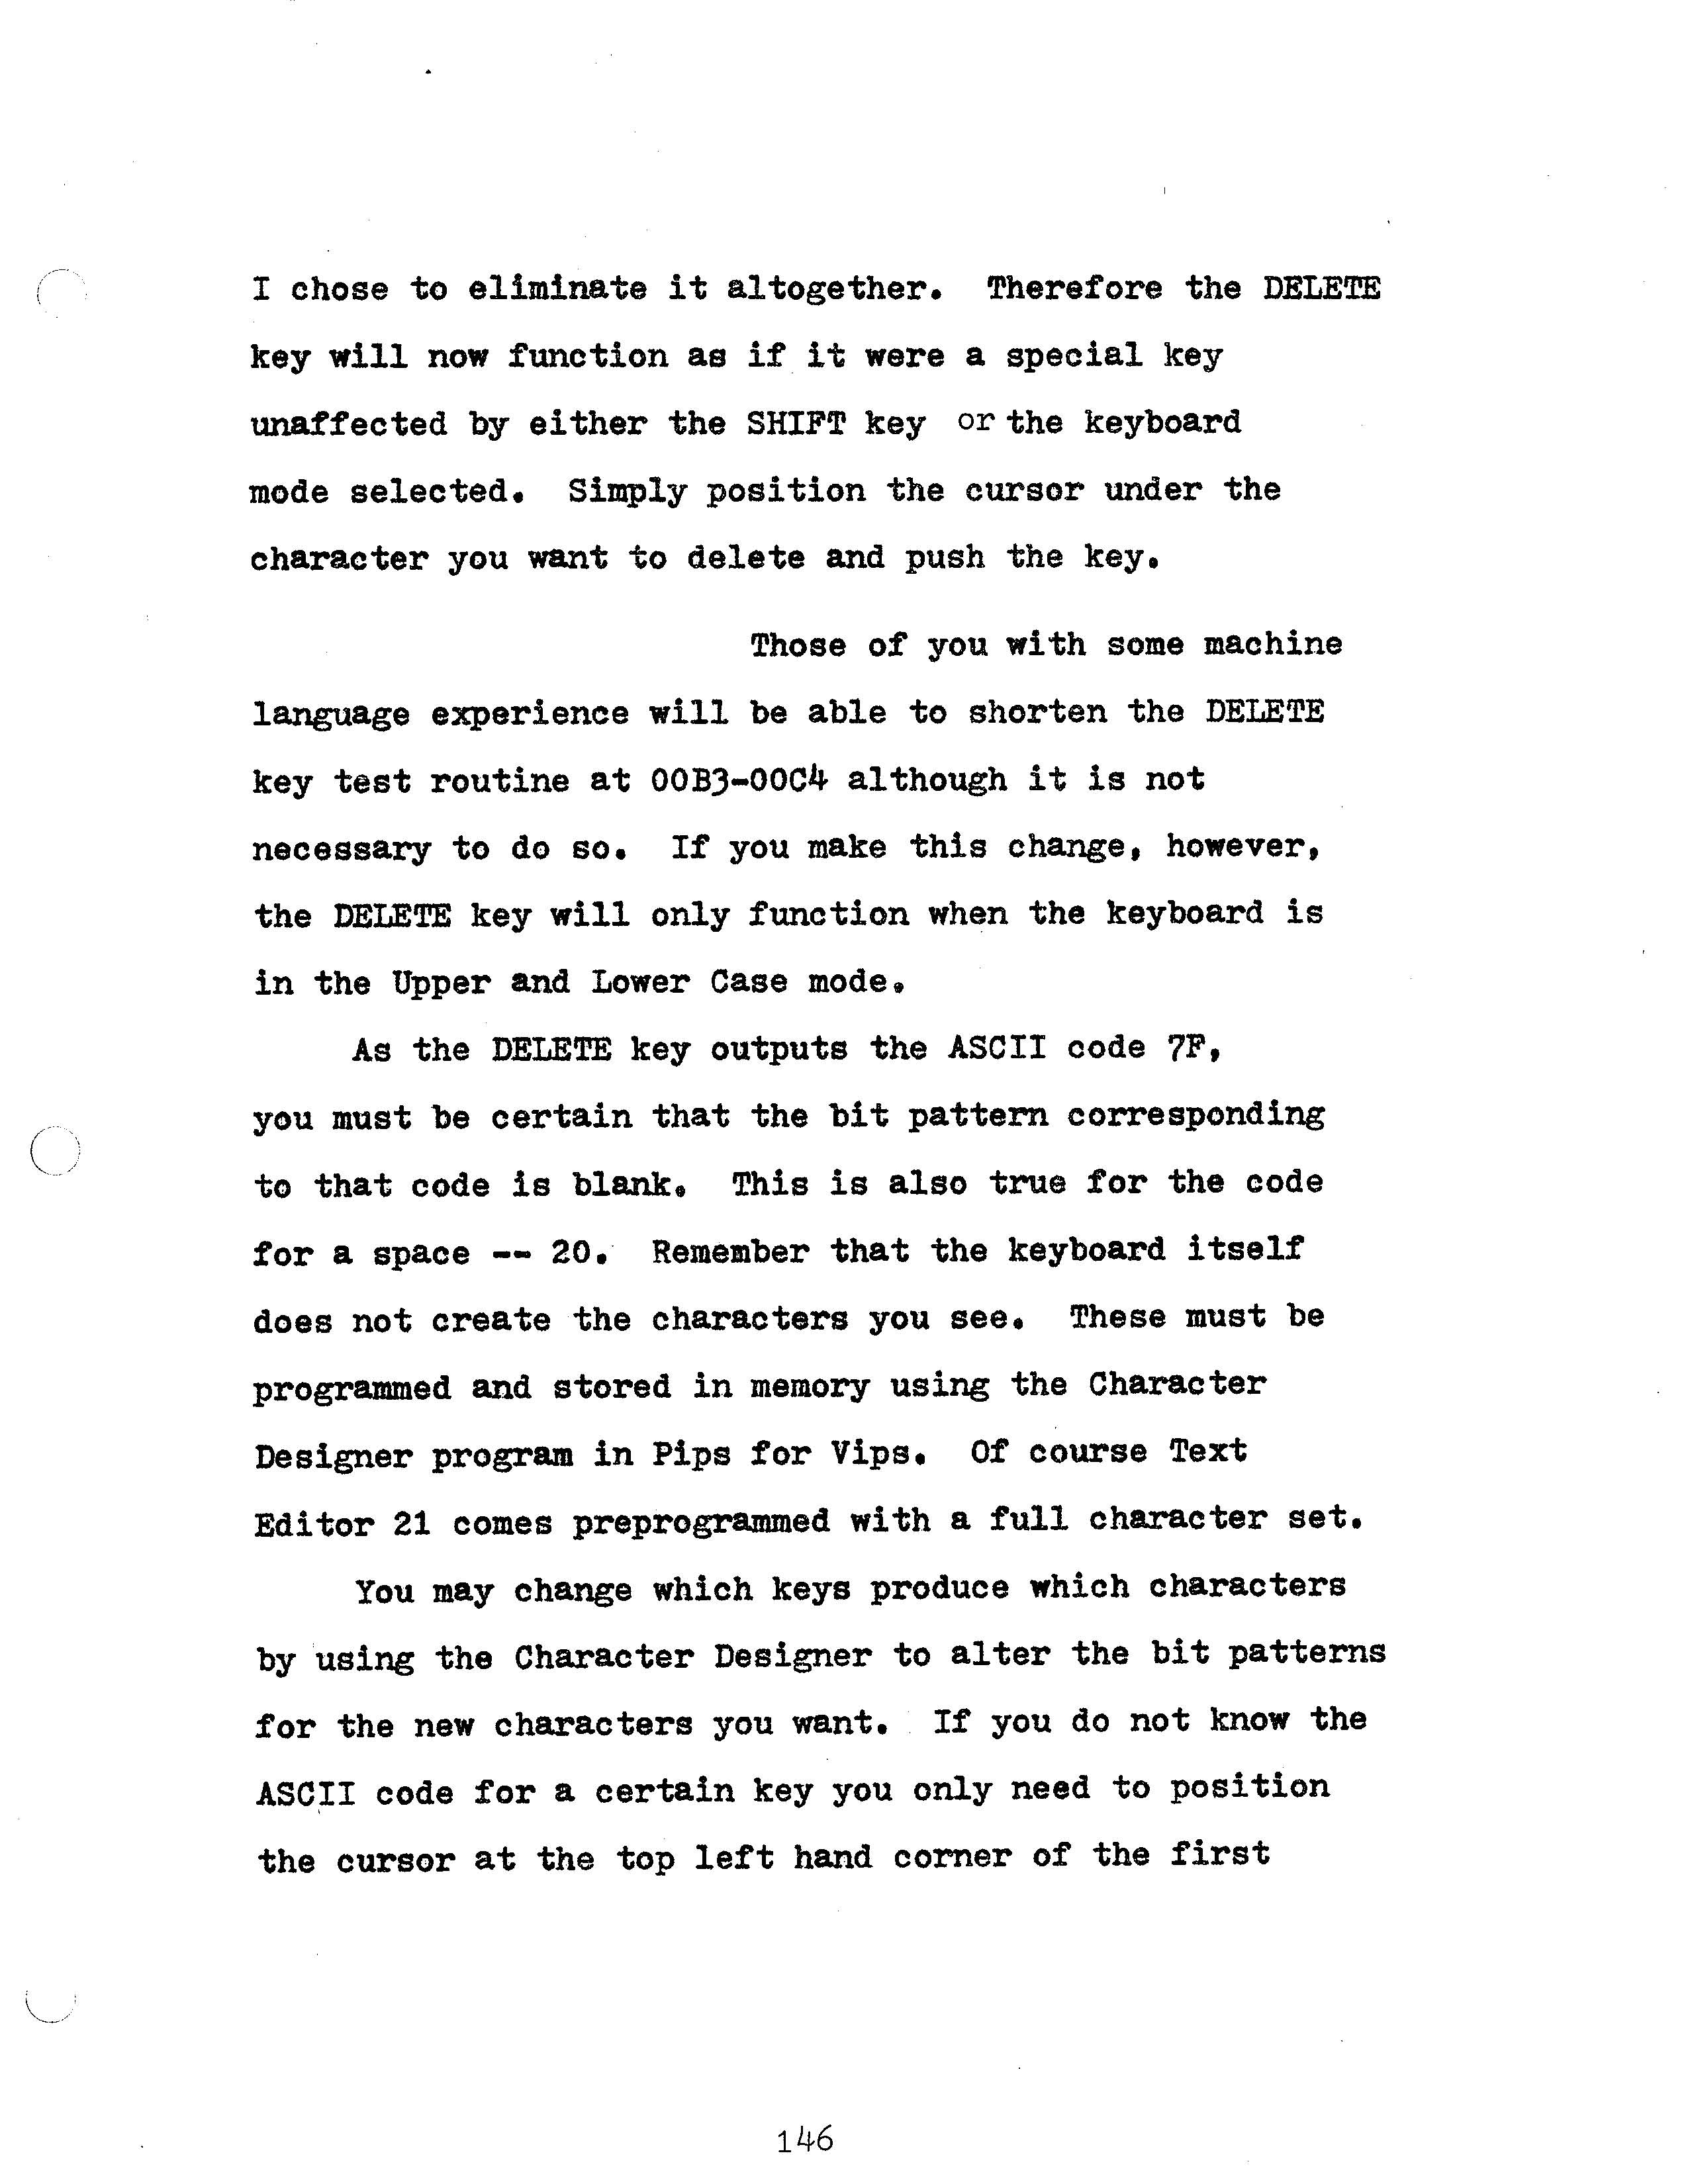 I chose to eliminate it altogether.  Therefore the DELETE
key will now function as if it were a special key
unaffected by either the SHIFT key or the keyboard
mode selected.  Simply position the cursor under the
character you want to delete and push the key.
Those of you with some machine
language experience will be able to shorten the DELETE
key test routine at 00B3-00C4 although it is not
necessary to do so.  If you make this change, however,
the DELETE key will only function when the keyboard is
in the Upper and Lower Case mode.
As the DELETE key outputs the ASCII code 7F,
you must be certain that the bit pattern corresponding
to that code is blank.  This is also true for the code
for a space -- 20.  Remember that the keyboard itself
does not create the characters you see.  These must be
programmed and stored in memory using the Character
Designer program in Pips for Vips.  Of course Text
Editor 21 comes preprogrammed with a full character set.
You may change which keys produce which characters
by using the Character Designer to alter the bit patterns
for the new characters you want.  If you do not know the
ASCII code for a certain key you only need to position
the cursor at the top left hand corner of the first
146